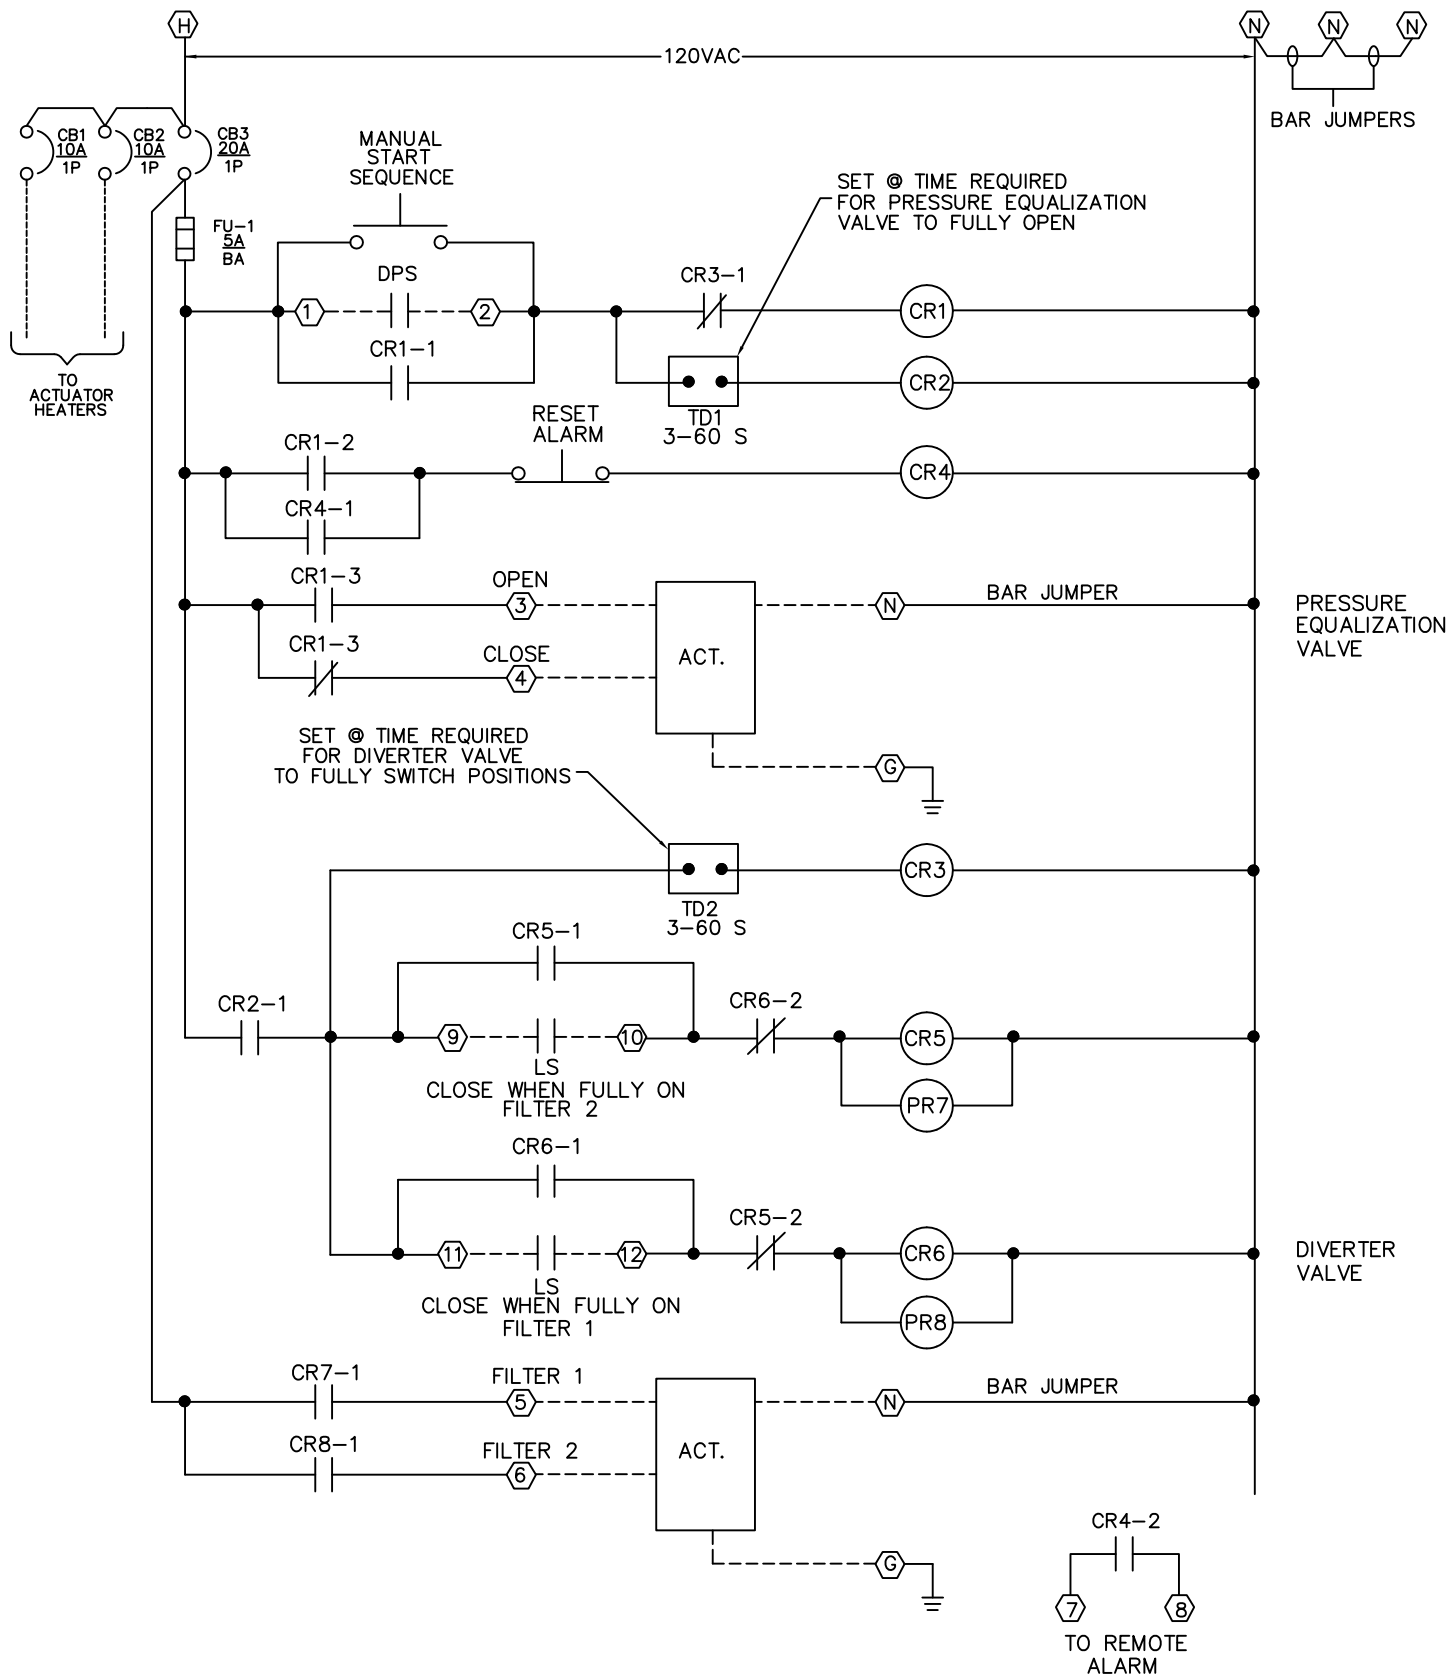 H
N
N
N
120VAC
BAR JUMPERS
CB1
10A
1P
CB2
10A
1P
CB3
20A
1P
MANUAL
START
SEQUENCE
SET @ TIME REQUIRED
FOR PRESSURE EQUALIZATION
VALVE TO FULLY OPEN
FU-1
5A
BA
DPS
CR3-1
1
2
CR1
CR1-1
CR2
TD1
3-60 S
TO
ACTUATOR
HEATERS
RESET
ALARM
CR1-2
CR4
CR4-1
CR1-3
OPEN
3
N
BAR JUMPER
PRESSURE
EQUALIZATION
VALVE
CR1-3
CLOSE
4
ACT.
SET @ TIME REQUIRED
FOR DIVERTER VALVE
TO FULLY SWITCH POSITIONS
G
CR3
TD2
3-60 S
CR5-1
CR2-1
CR6-2
9
10
CR5
LS
CLOSE WHEN FULLY ON
FILTER 2
PR7
CR6-1
CR5-2
11
12
CR6
DIVERTER
VALVE
LS
CLOSE WHEN FULLY ON
FILTER 1
PR8
CR7-1
FILTER 1
5
N
BAR JUMPER
CR8-1
FILTER 2
6
ACT.
G
CR4-2
7
8
TO REMOTE
ALARM